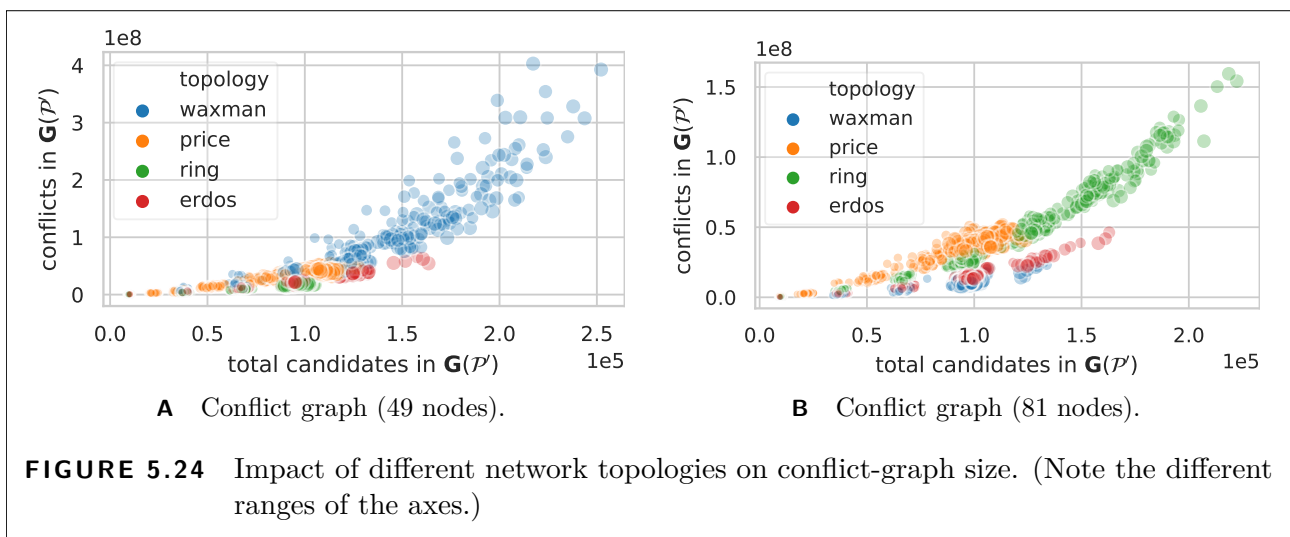 1e8
conflicts in G(𝒫′)
4
3
2
1
0
topology
waxman
price
ring
erdos
0.0 0.5 1.0 1.5 2.0 2.5
1e5
total candidates in G(𝒫′)
A Conflict graph (49 nodes).
1e8
conflicts in G(𝒫′)
1.5
1.0
0.5
0.0
topology
waxman
price
ring
erdos
0.0 0.5 1.0 1.5 2.0
1e5
total candidates in G(𝒫′)
B Conflict graph (81 nodes).
FIGURE 5.24 Impact of different network topologies on conflict-graph size. (Note the different
ranges of the axes.)